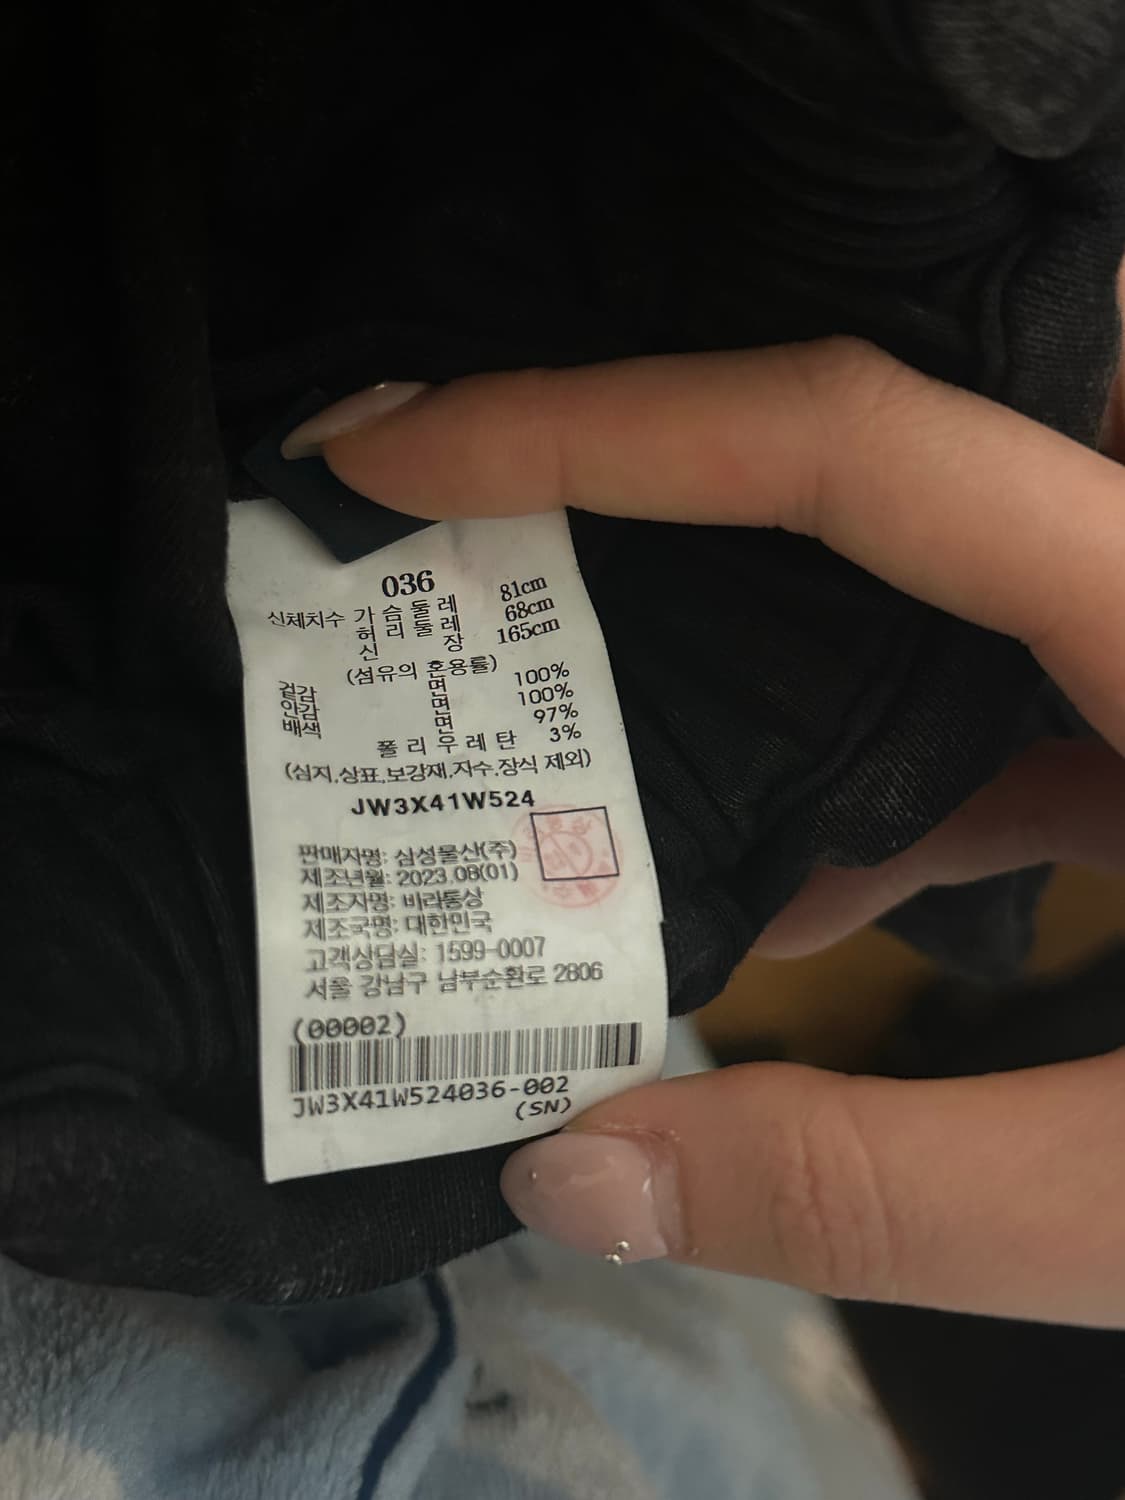 036
신체치수 가슴둘레 81cm
허리둘레 68cm
신장 165cm
(섬유의 혼용률)
겉감 면 100%
안감 면 100%
배색 면 97%
폴리우레탄 3%
(심지,상표,보강재,자수,장식 제외)
JW3X41W524
판매자명: 삼성물산(주)
제조년월: 2023.08(01)
제조자명: 바라통상
제조국명: 대한민국
고객상담실: 1599-0007
서울 강남구 남부순환로 2806
(00002)
JW3X41W524036-002
(SN)